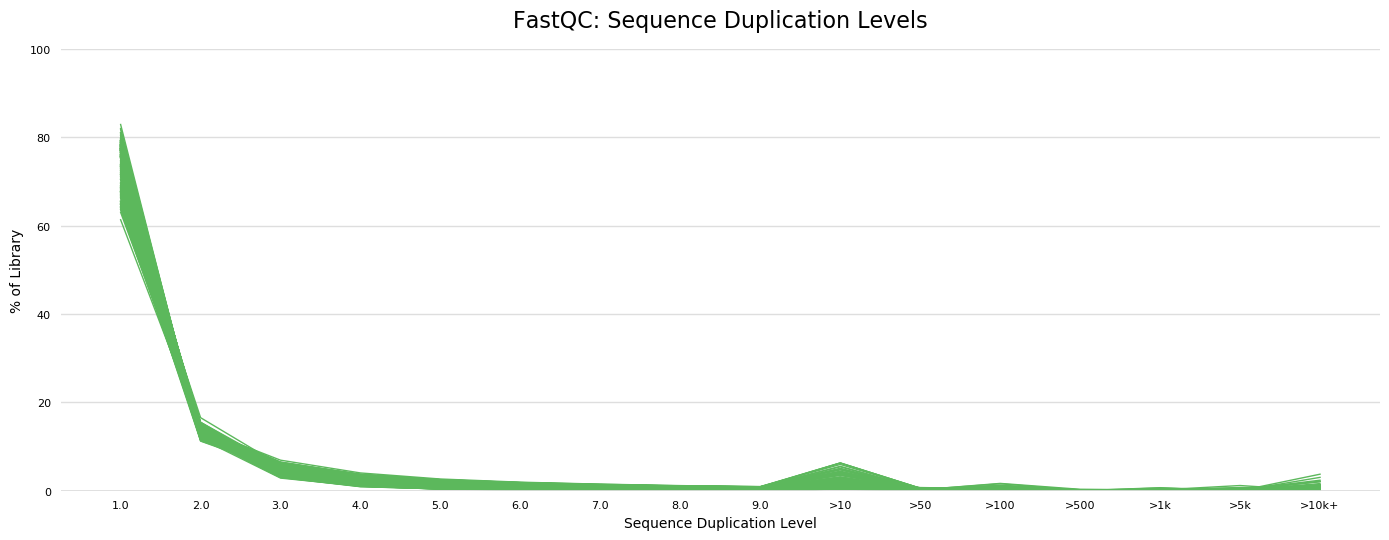 FastQC: Sequence Duplication Levels
100
80
60
40
20
0
% of Library
1.0 2.0 3.0 4.0 5.0 6.0 7.0 8.0 9.0 >10 >50 >100 >500 >1k >5k >10k+
Sequence Duplication Level